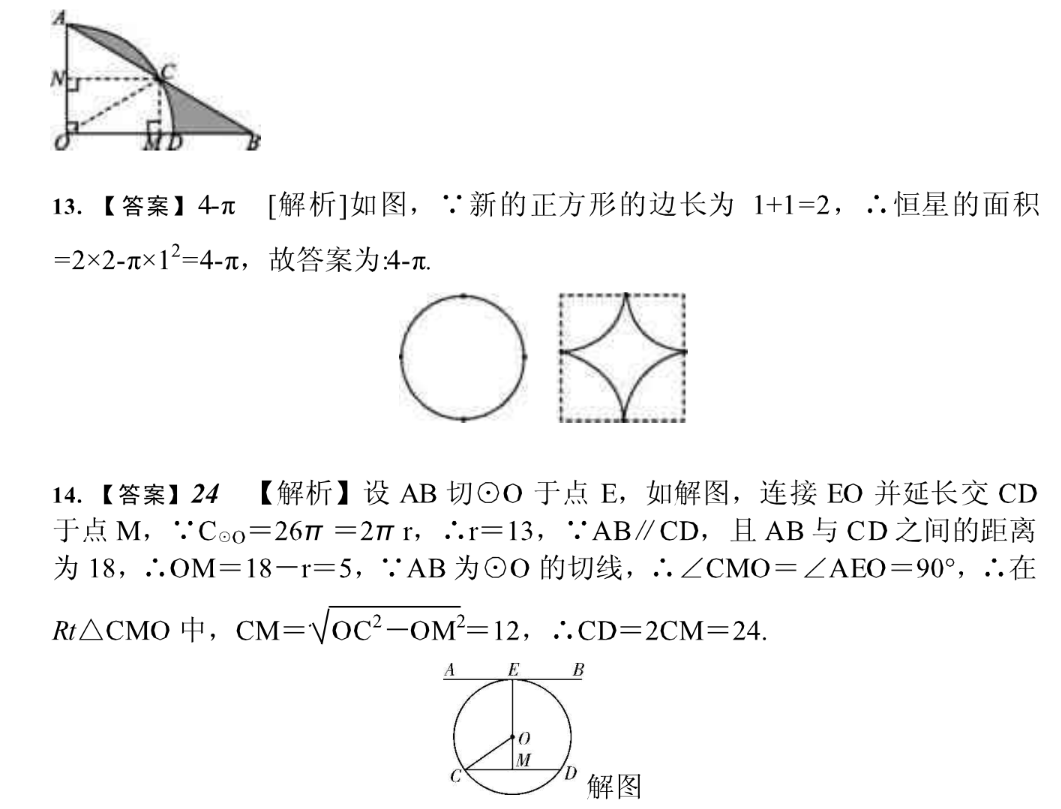 A
N
C
O
M
D
B
13. 【答案】4-π [解析]如图，∵新的正方形的边长为 1+1=2，∴恒星的面积
=2×2-π×1²=4-π，故答案为:4-π.
14. 【答案】24 【解析】设 AB 切⊙O 于点 E，如解图，连接 EO 并延长交 CD
于点 M，∵C⊙O＝26π ＝2π r，∴r＝13，∵AB∥CD，且 AB 与 CD 之间的距离
为 18，∴OM＝18－r＝5，∵AB 为⊙O 的切线，∴∠CMO＝∠AEO＝90°，∴在
Rt△CMO 中，CM＝√OC²－OM²＝12，∴CD＝2CM＝24.
A E B
O
M
C D
解图